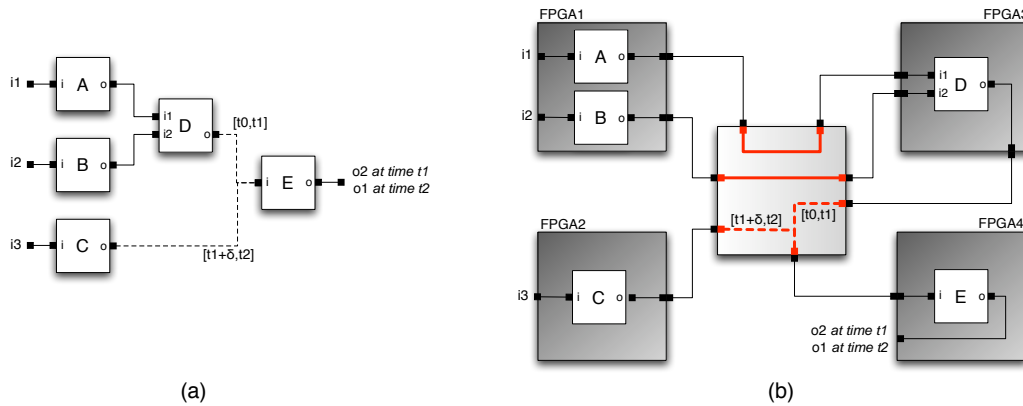 i1
i A o
i2
i B o
i3
i C o
i1
i2 D o
[t0,t1]
i E o
o2 at time t1
o1 at time t2
[t1+δ,t2]
(a)
FPGA1
i1
i A o
i2
i B o
FPGA2
i3
i C o
[t1+δ,t2]
[t0,t1]
FPGA3
i1
i2 D o
FPGA4
i E o
o2 at time t1
o1 at time t2
(b)